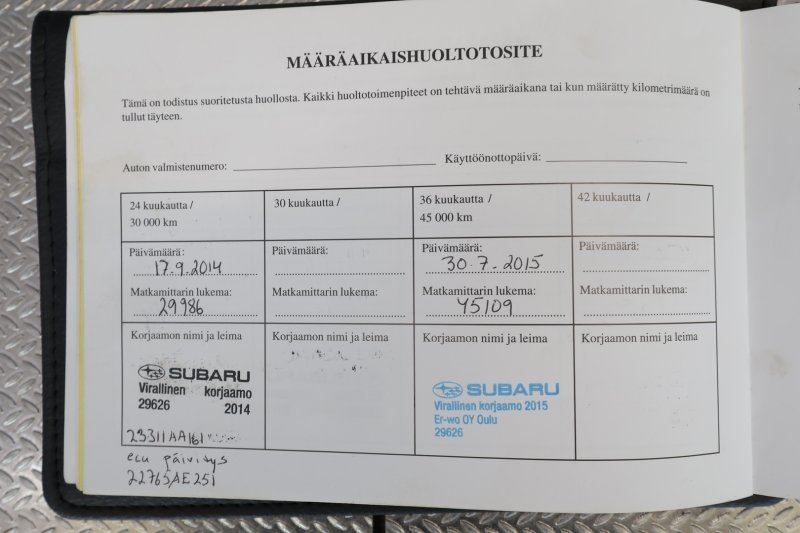 MÄÄRÄAIKAISHUOLTOTOSITE
Tämä on todistus suoritetusta huollosta. Kaikki huoltotoimenpiteet on tehtävä määräaikana tai kun määrätty kilometrimäärä on
tullut täyteen.
Auton valmistenumero: Käyttöönottopäivä:
24 kuukautta /
30 000 km
30 kuukautta /
36 kuukautta /
45 000 km
42 kuukautta /
Päivämäärä:
17.9.2014
Päivämäärä:
Päivämäärä:
30.7.2015
Päivämäärä:
Matkamittarin lukema:
29986
Matkamittarin lukema:
Matkamittarin lukema:
45109
Matkamittarin lukema:
Korjaamon nimi ja leima
SUBARU
Virallinen korjaamo
29626 2014
23311AA161
Korjaamon nimi ja leima
Korjaamon nimi ja leima
SUBARU
Virallinen korjaamo 2015
Er-wo OY Oulu
29626
Korjaamon nimi ja leima
ecu päivitys
22765AE251